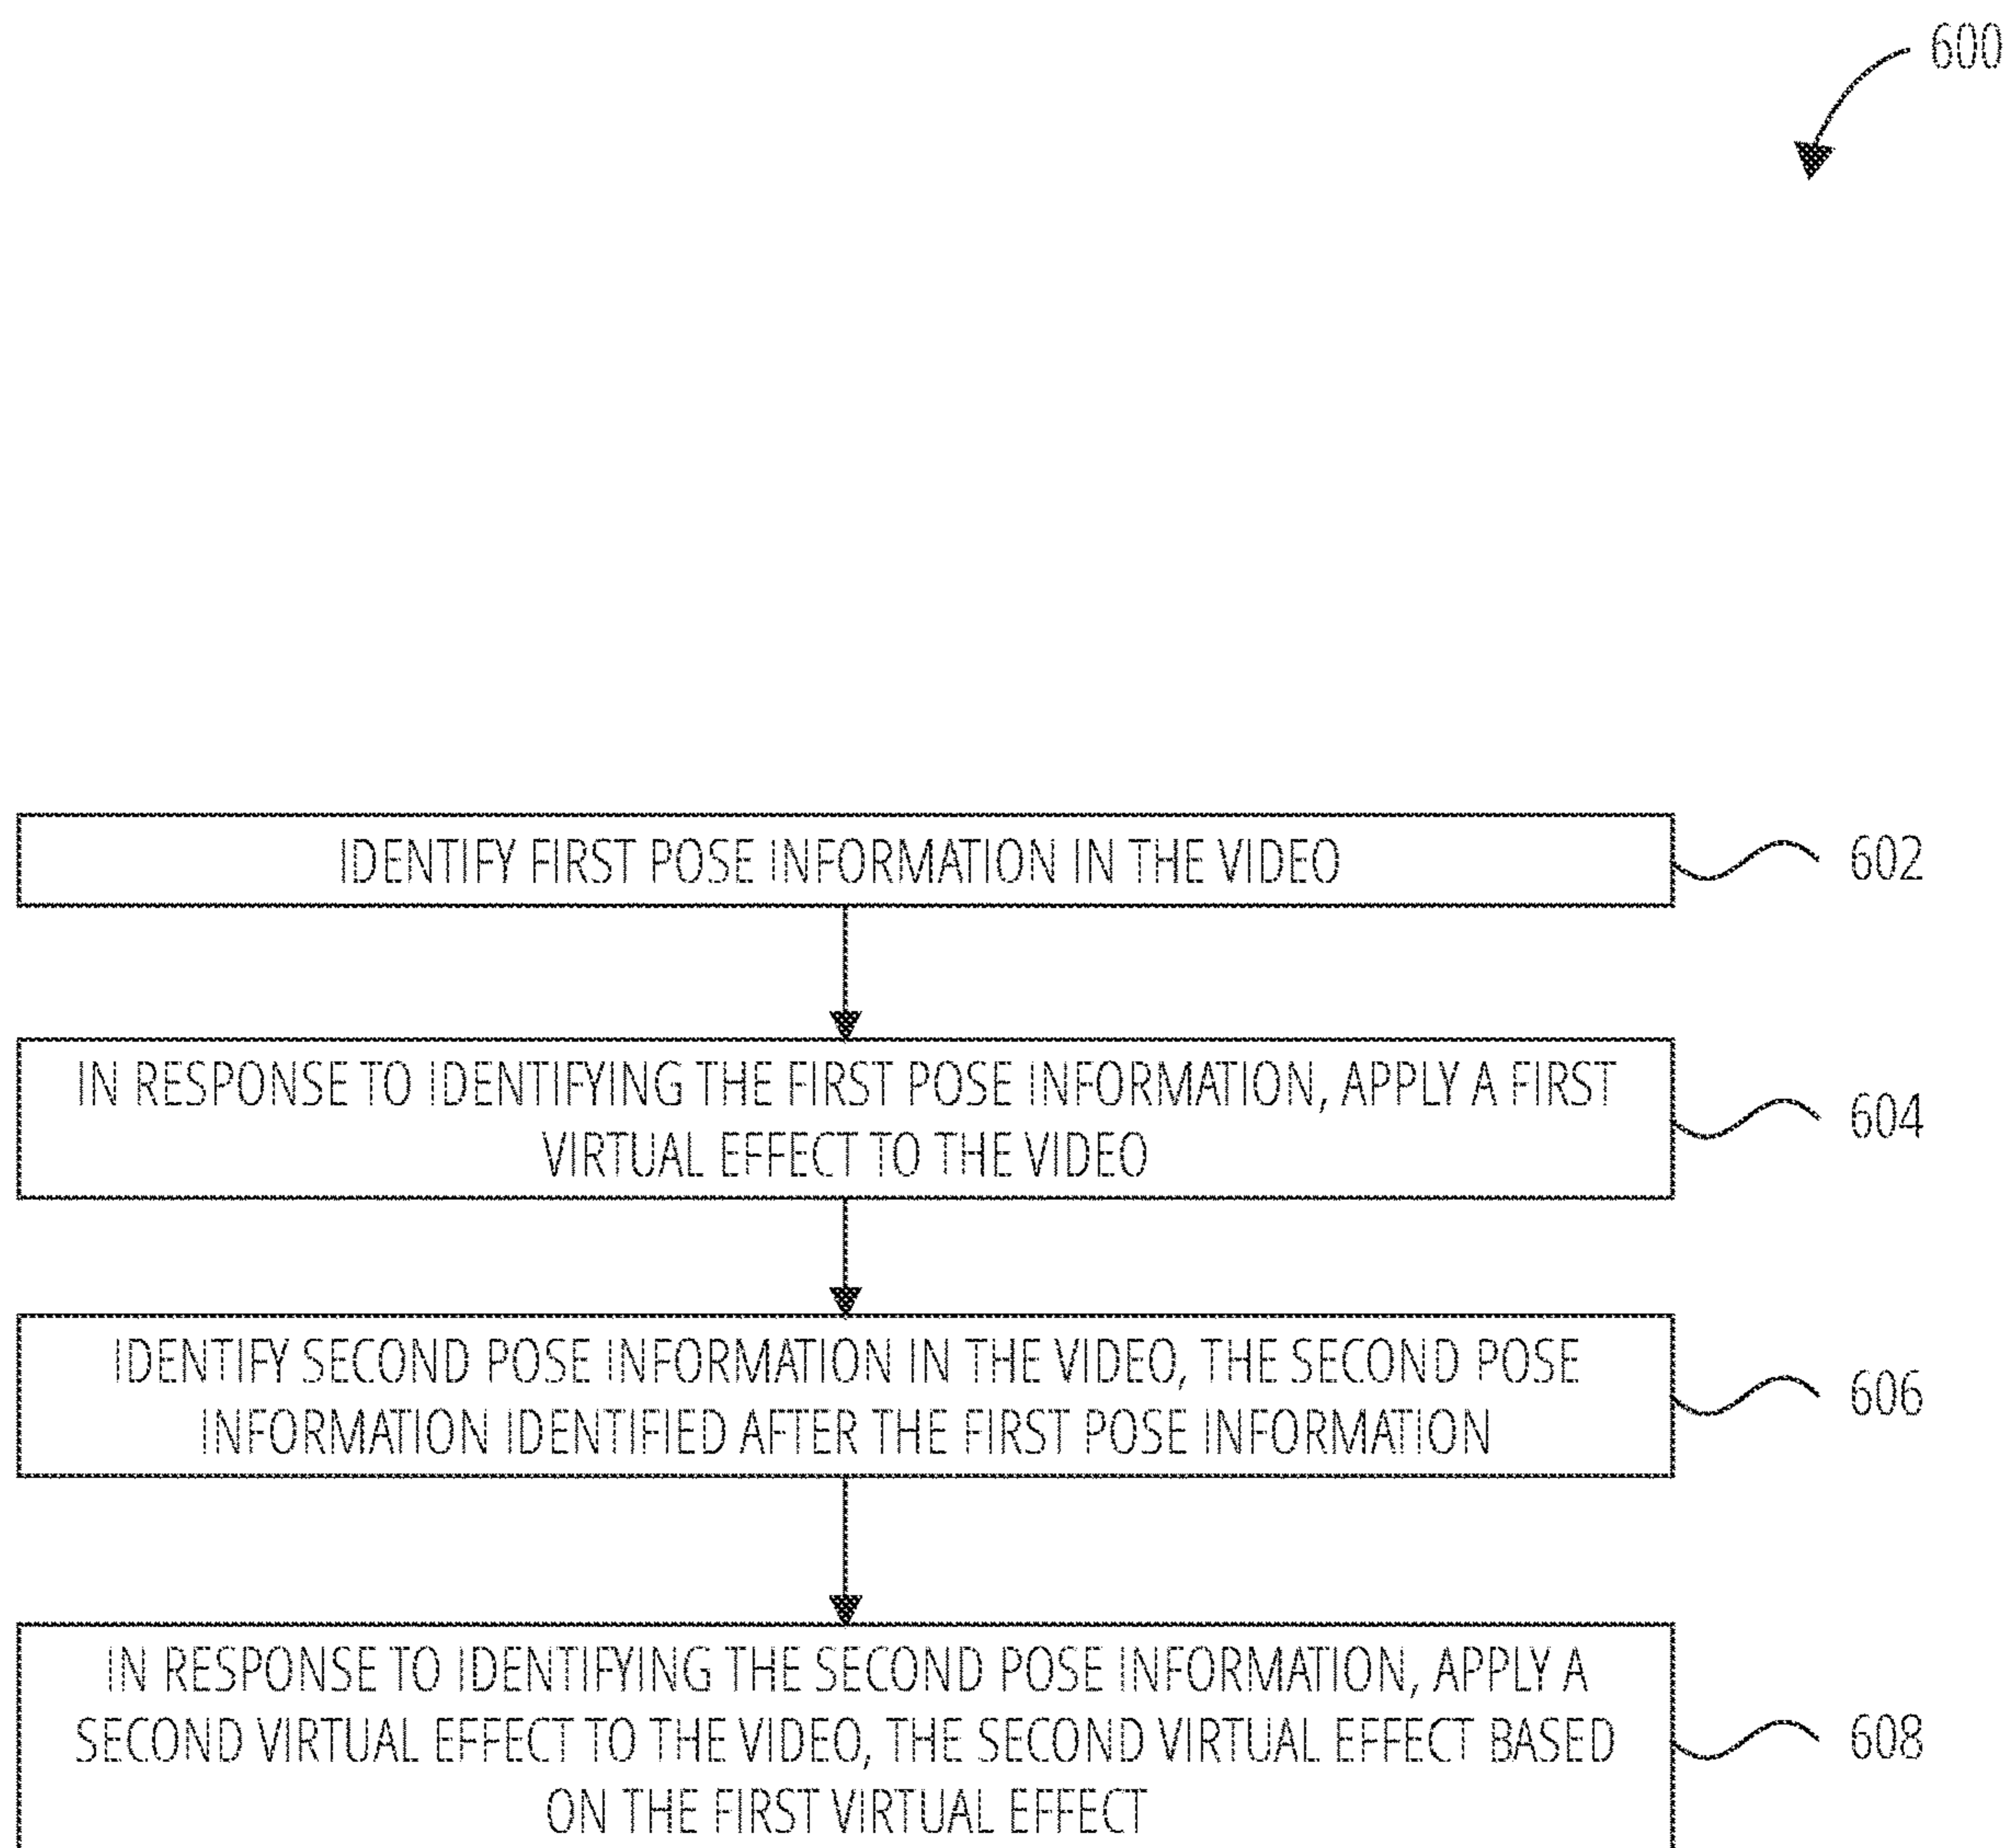 600
IDENTIFY FIRST POSE INFORMATION IN THE VIDEO
602
IN RESPONSE TO IDENTIFYING THE FIRST POSE INFORMATION, APPLY A FIRST
VIRTUAL EFFECT TO THE VIDEO
604
IDENTIFY SECOND POSE INFORMATION IN THE VIDEO, THE SECOND POSE
INFORMATION IDENTIFIED AFTER THE FIRST POSE INFORMATION
606
IN RESPONSE TO IDENTIFYING THE SECOND POSE INFORMATION, APPLY A
SECOND VIRTUAL EFFECT TO THE VIDEO, THE SECOND VIRTUAL EFFECT BASED
ON THE FIRST VIRTUAL EFFECT
608